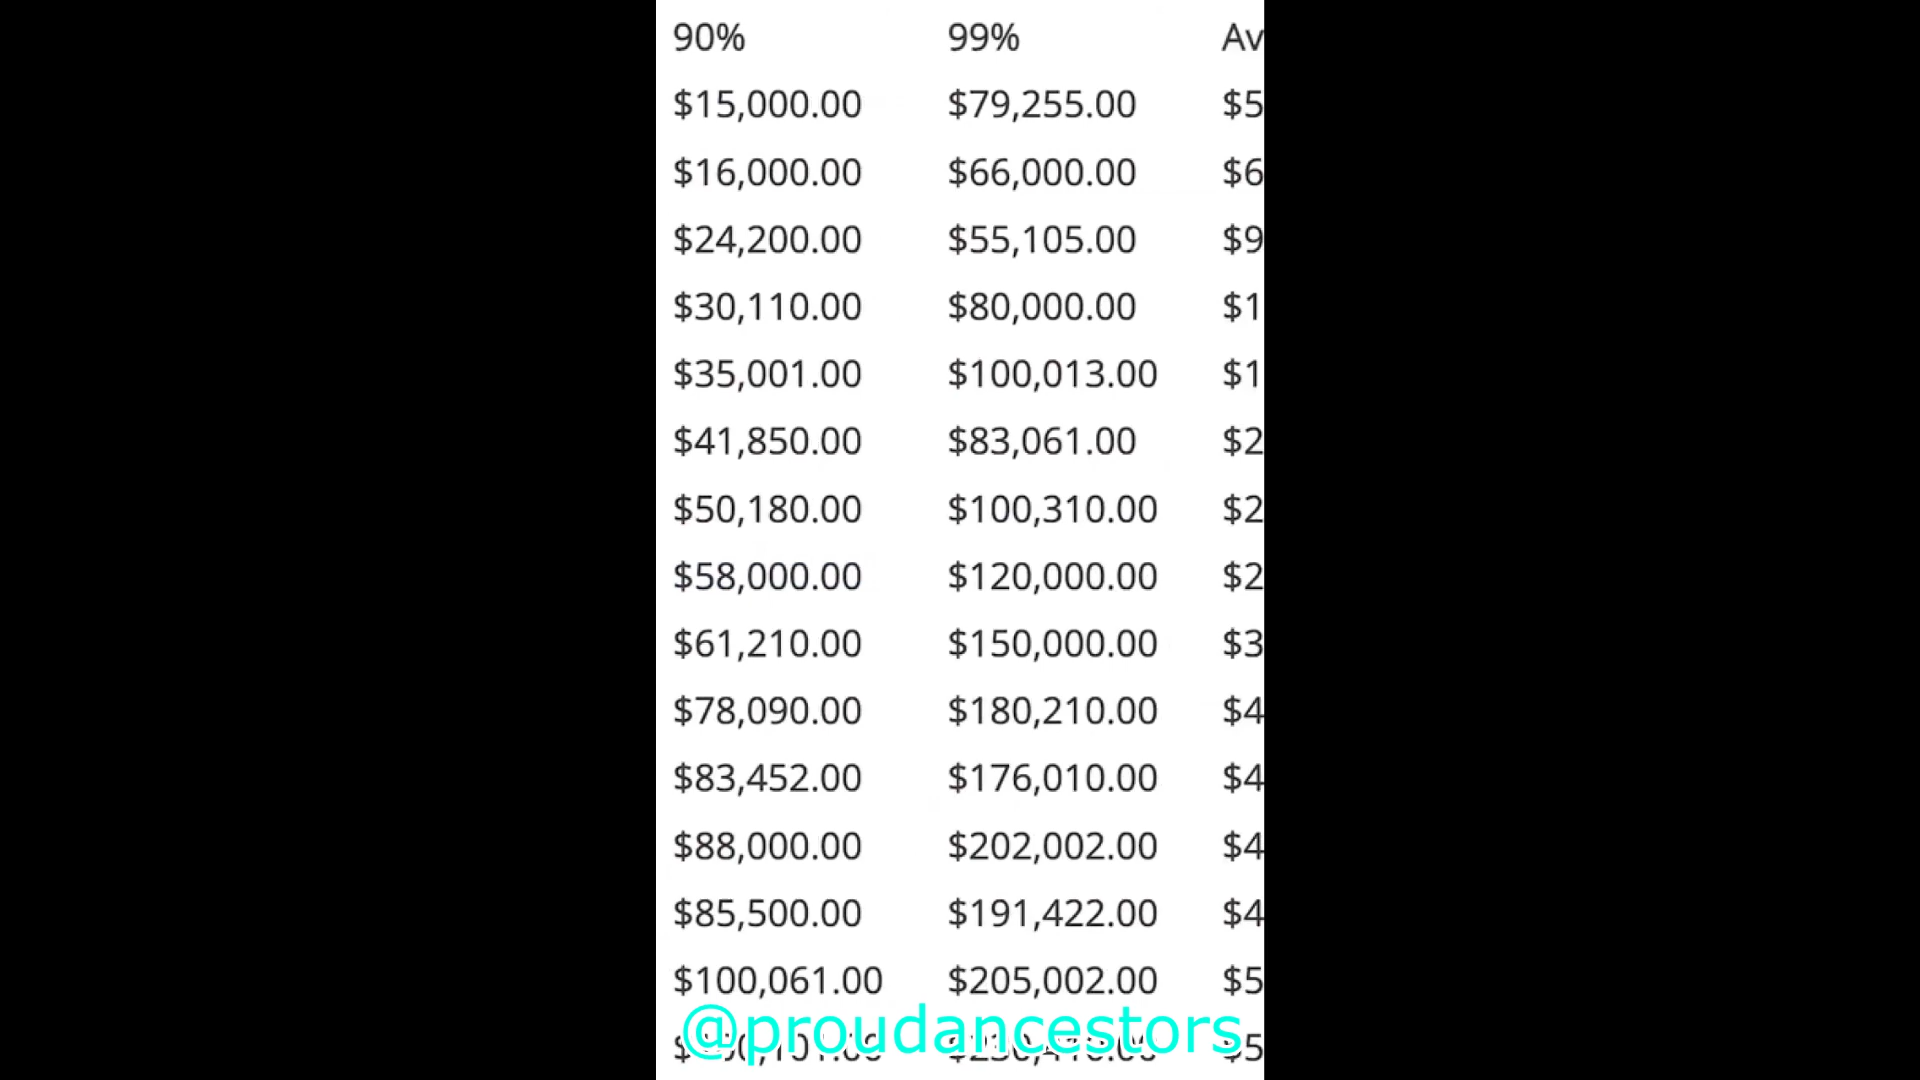 90% 99% Av
$15,000.00 $79,255.00 $5
$16,000.00 $66,000.00 $6
$24,200.00 $55,105.00 $9
$30,110.00 $80,000.00 $1
$35,001.00 $100,013.00 $1
$41,850.00 $83,061.00 $2
$50,180.00 $100,310.00 $2
$58,000.00 $120,000.00 $2
$61,210.00 $150,000.00 $3
$78,090.00 $180,210.00 $4
$83,452.00 $176,010.00 $4
$88,000.00 $202,002.00 $4
$85,500.00 $191,422.00 $4
$100,061.00 $205,002.00 $5
@proudancestors
$5